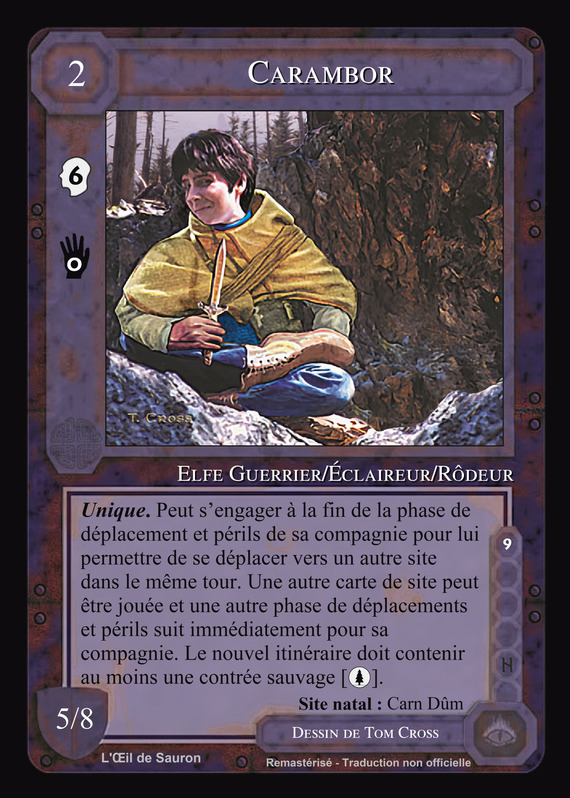 2
CARAMBOR
6
0
T. CROSS
ELFE GUERRIER/ÉCLAIREUR/RÔDEUR
Unique. Peut s'engager à la fin de la phase de
déplacement et périls de sa compagnie pour lui
permettre de se déplacer vers un autre site
dans le même tour. Une autre carte de site peut
être jouée et une autre phase de déplacements
et périls suit immédiatement pour sa
compagnie. Le nouvel itinéraire doit contenir
au moins une contrée sauvage [ ].
9
H
Site natal : Carn Dûm
5/8
DESSIN DE TOM CROSS
L'Œil de Sauron
Remastérisé - Traduction non officielle